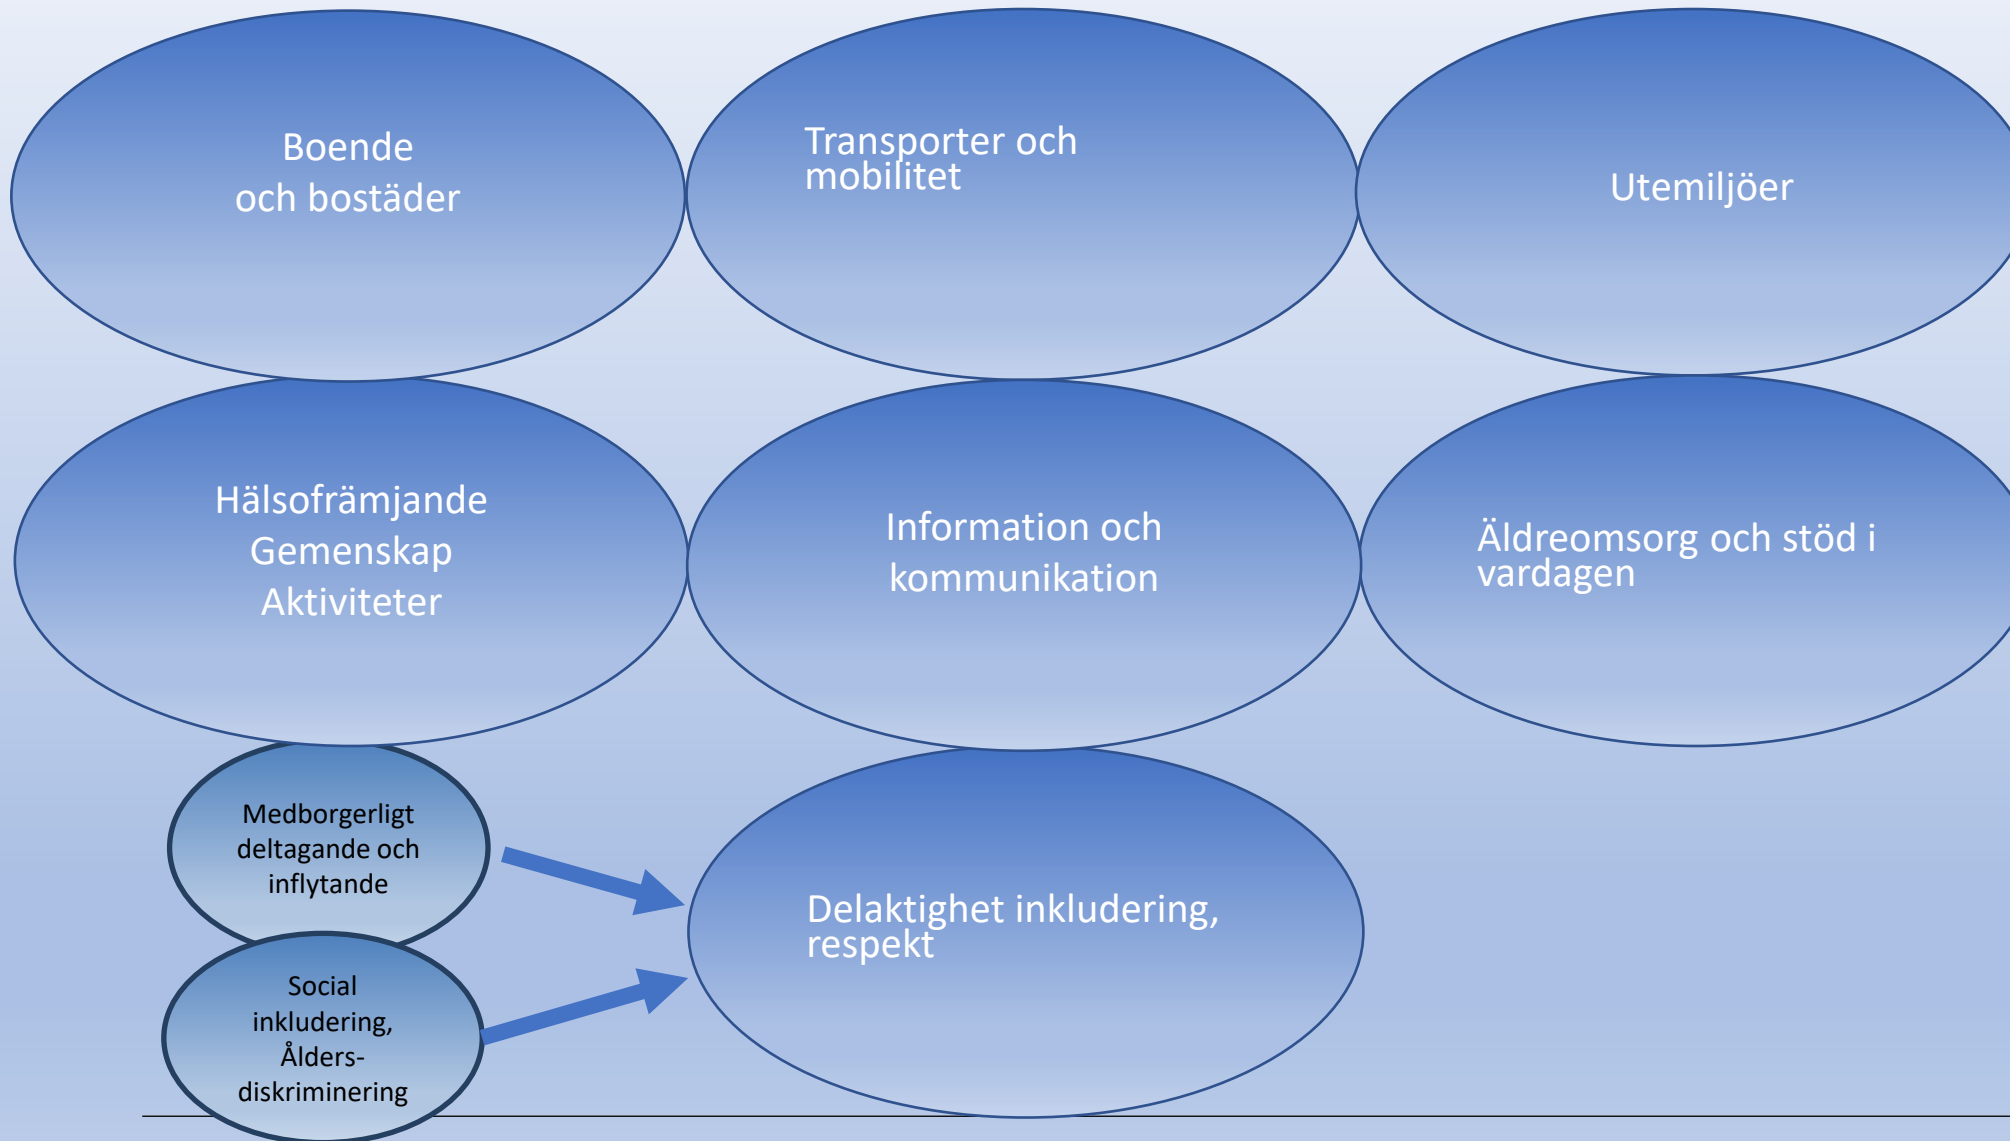 Boende
och bostäder
Transporter och
mobilitet
Utemiljöer
Hälsofrämjande
Gemenskap
Aktiviteter
Information och
kommunikation
Äldreomsorg och stöd i
vardagen
Medborgerligt
deltagande och
inflytande
Social
inkludering,
Ålders-
diskriminering
Delaktighet inkludering,
respekt